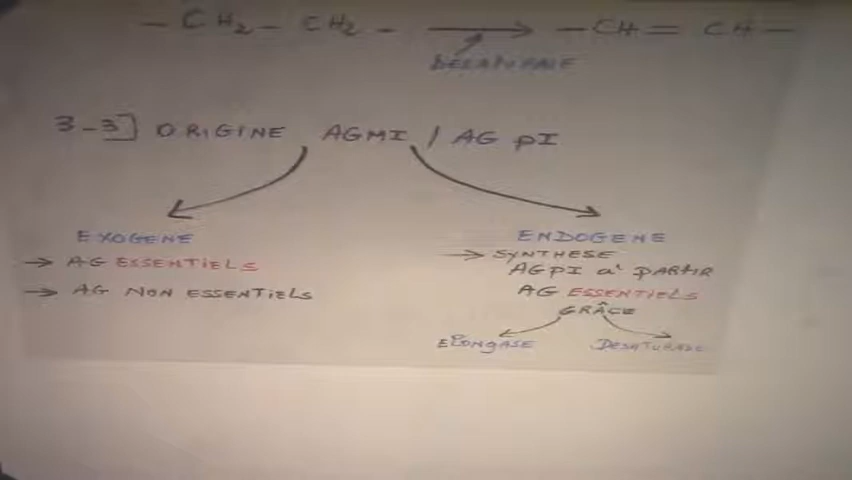 – CH₂ – CH₂ – → – CH = CH –
DESATURASE
3-3] ORIGINE AGMI / AG PI
EXOGENE
→ AG ESSENTIELS
→ AG NON ESSENTIELS
ENDOGENE
→ SYNTHESE
AGPI à PARTIR
AG ESSENTIELS
GRÂCE
ElongASE
DESATURASE